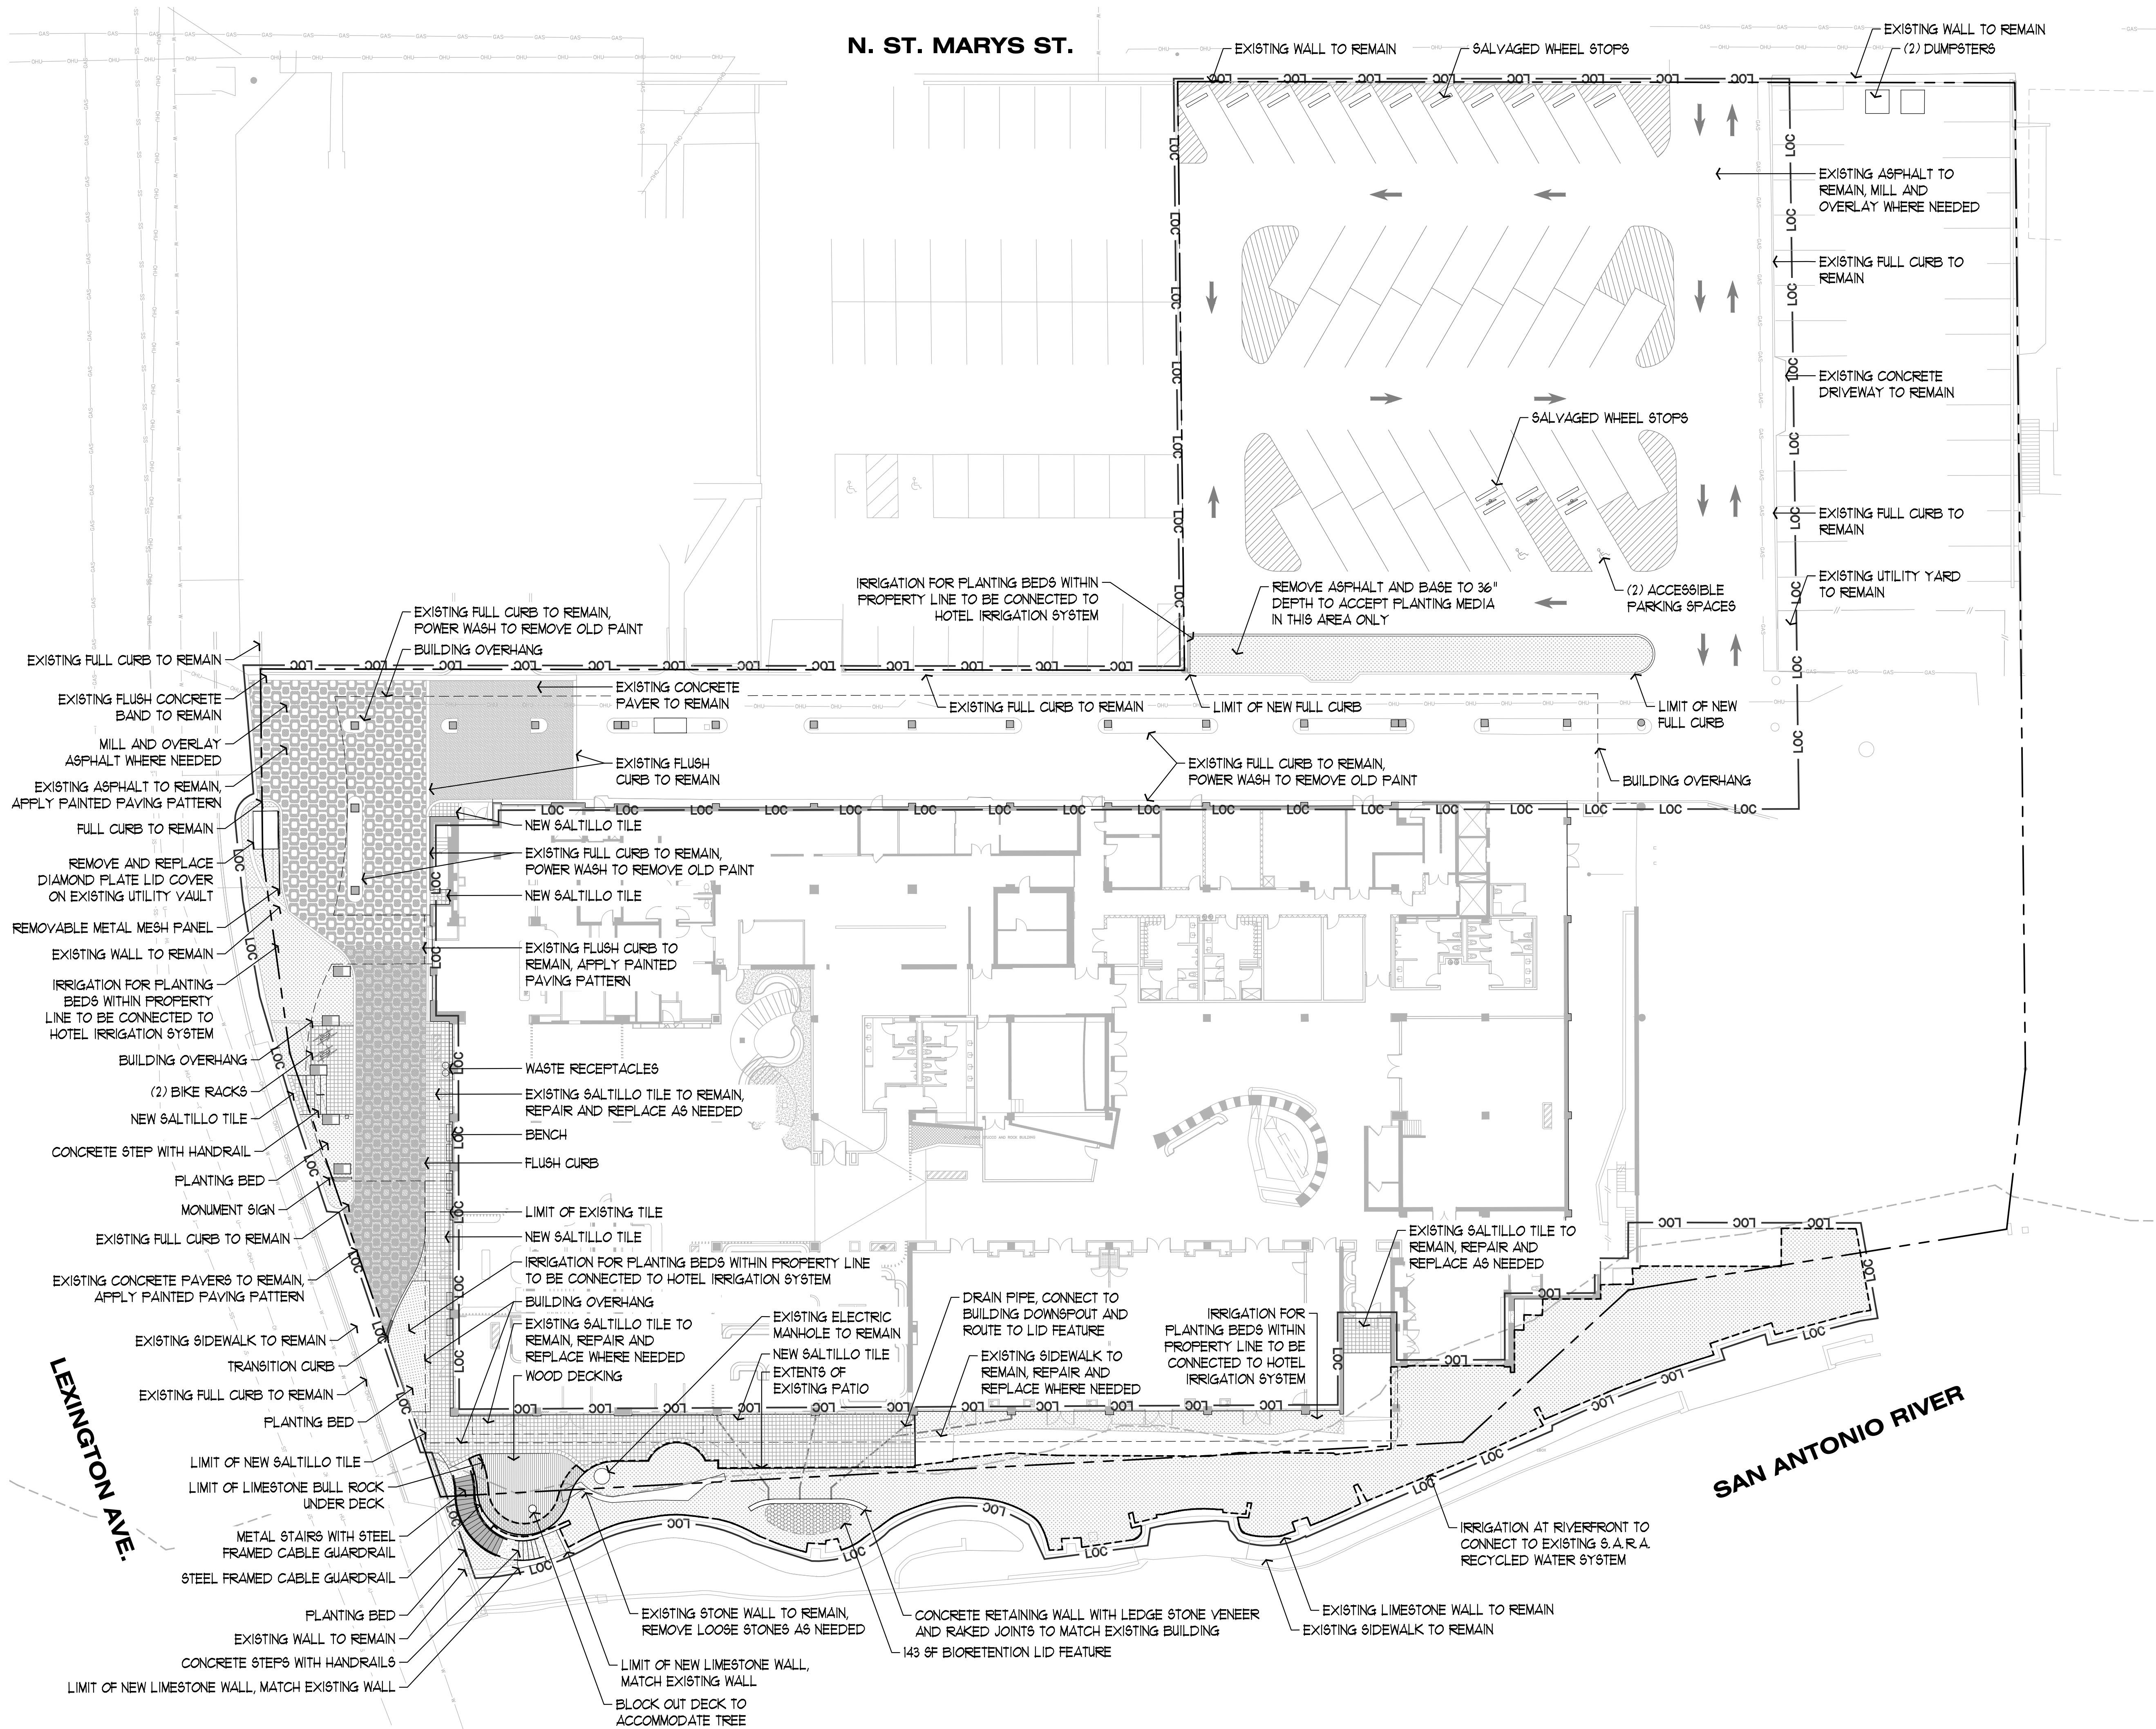 N. ST. MARYS ST.
EXISTING WALL TO REMAIN
SALVAGED WHEEL STOPS
EXISTING WALL TO REMAIN
(2) DUMPSTERS
EXISTING ASPHALT TO
REMAIN, MILL AND
OVERLAY WHERE NEEDED
EXISTING FULL CURB TO
REMAIN
EXISTING CONCRETE
DRIVEWAY TO REMAIN
SALVAGED WHEEL STOPS
EXISTING FULL CURB TO
REMAIN
EXISTING UTILITY YARD
TO REMAIN
(2) ACCESSIBLE
PARKING SPACES
IRRIGATION FOR PLANTING BEDS WITHIN
PROPERTY LINE TO BE CONNECTED TO
HOTEL IRRIGATION SYSTEM
REMOVE ASPHALT AND BASE TO 36"
DEPTH TO ACCEPT PLANTING MEDIA
IN THIS AREA ONLY
EXISTING FULL CURB TO REMAIN,
POWER WASH TO REMOVE OLD PAINT
BUILDING OVERHANG
EXISTING CONCRETE
PAVER TO REMAIN
EXISTING FULL CURB TO REMAIN
LIMIT OF NEW FULL CURB
LIMIT OF NEW
FULL CURB
EXISTING FLUSH
CURB TO REMAIN
EXISTING FULL CURB TO REMAIN,
POWER WASH TO REMOVE OLD PAINT
BUILDING OVERHANG
EXISTING FULL CURB TO REMAIN
EXISTING FLUSH CONCRETE
BAND TO REMAIN
MILL AND OVERLAY
ASPHALT WHERE NEEDED
EXISTING ASPHALT TO REMAIN,
APPLY PAINTED PAVING PATTERN
FULL CURB TO REMAIN
REMOVE AND REPLACE
DIAMOND PLATE LID COVER
ON EXISTING UTILITY VAULT
REMOVABLE METAL MESH PANEL
EXISTING WALL TO REMAIN
IRRIGATION FOR PLANTING
BEDS WITHIN PROPERTY
LINE TO BE CONNECTED TO
HOTEL IRRIGATION SYSTEM
BUILDING OVERHANG
(2) BIKE RACKS
NEW SALTILLO TILE
CONCRETE STEP WITH HANDRAIL
PLANTING BED
MONUMENT SIGN
EXISTING FULL CURB TO REMAIN
EXISTING CONCRETE PAVERS TO REMAIN,
APPLY PAINTED PAVING PATTERN
EXISTING SIDEWALK TO REMAIN
TRANSITION CURB
EXISTING FULL CURB TO REMAIN
PLANTING BED
LIMIT OF NEW SALTILLO TILE
LIMIT OF LIMESTONE BULL ROCK
UNDER DECK
METAL STAIRS WITH STEEL
FRAMED CABLE GUARDRAIL
STEEL FRAMED CABLE GUARDRAIL
PLANTING BED
EXISTING WALL TO REMAIN
CONCRETE STEPS WITH HANDRAILS
LIMIT OF NEW LIMESTONE WALL, MATCH EXISTING WALL
LEXINGTON AVE.
NEW SALTILLO TILE
EXISTING FULL CURB TO REMAIN,
POWER WASH TO REMOVE OLD PAINT
NEW SALTILLO TILE
EXISTING FLUSH CURB TO
REMAIN, APPLY PAINTED
PAVING PATTERN
WASTE RECEPTACLES
EXISTING SALTILLO TILE TO REMAIN,
REPAIR AND REPLACE AS NEEDED
BENCH
FLUSH CURB
LIMIT OF EXISTING TILE
NEW SALTILLO TILE
IRRIGATION FOR PLANTING BEDS WITHIN PROPERTY LINE
TO BE CONNECTED TO HOTEL IRRIGATION SYSTEM
BUILDING OVERHANG
EXISTING SALTILLO TILE TO
REMAIN, REPAIR AND
REPLACE WHERE NEEDED
WOOD DECKING
EXISTING ELECTRIC
MANHOLE TO REMAIN
NEW SALTILLO TILE
EXTENTS OF
EXISTING PATIO
DRAIN PIPE, CONNECT TO
BUILDING DOWNSPOUT AND
ROUTE TO LID FEATURE
EXISTING SIDEWALK TO
REMAIN, REPAIR AND
REPLACE WHERE NEEDED
IRRIGATION FOR
PLANTING BEDS WITHIN
PROPERTY LINE TO BE
CONNECTED TO HOTEL
IRRIGATION SYSTEM
EXISTING SALTILLO TILE TO
REMAIN, REPAIR AND
REPLACE AS NEEDED
SAN ANTONIO RIVER
IRRIGATION AT RIVERFRONT TO
CONNECT TO EXISTING S.A.R.A.
RECYCLED WATER SYSTEM
EXISTING LIMESTONE WALL TO REMAIN
EXISTING SIDEWALK TO REMAIN
CONCRETE RETAINING WALL WITH LEDGE STONE VENEER
AND RAKED JOINTS TO MATCH EXISTING BUILDING
143 SF BIORETENTION LID FEATURE
EXISTING STONE WALL TO REMAIN,
REMOVE LOOSE STONES AS NEEDED
LIMIT OF NEW LIMESTONE WALL,
MATCH EXISTING WALL
BLOCK OUT DECK TO
ACCOMMODATE TREE
LOC